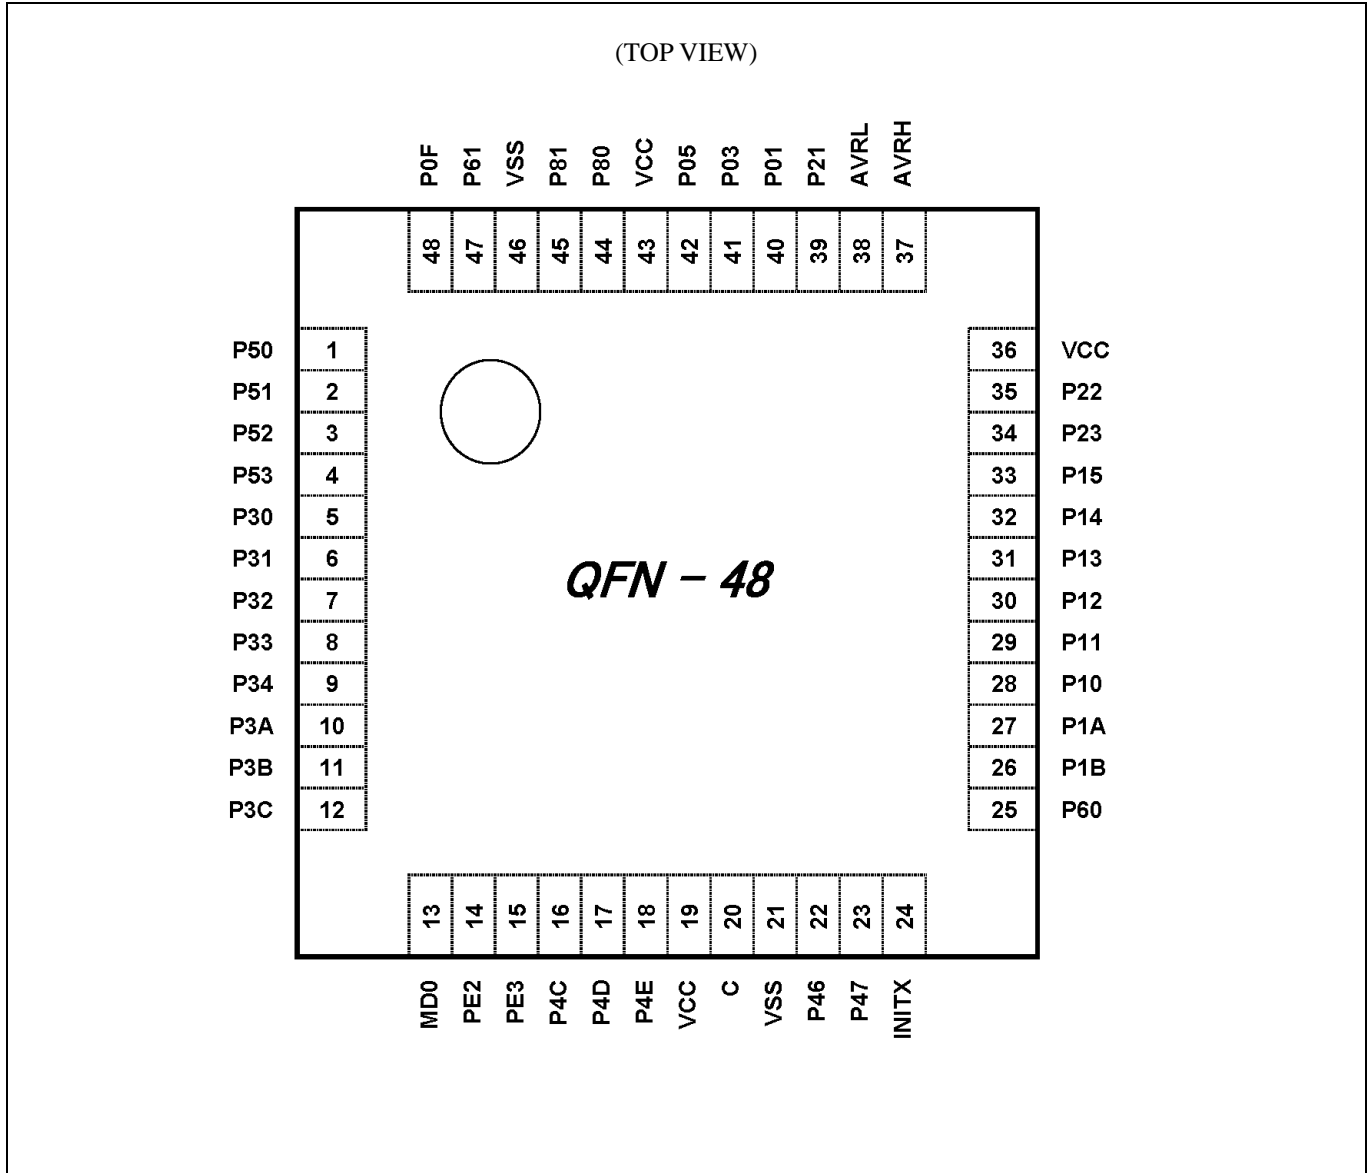 (TOP VIEW)
P0F P61 VSS P81 P80 VCC P05 P03 P01 P21 AVRL AVRH
48 47 46 45 44 43 42 41 40 39 38 37
P50 1 36 VCC
P51 2 35 P22
P52 3 34 P23
P53 4 33 P15
P30 5 32 P14
P31 6 31 P13
P32 7 30 P12
P33 8 29 P11
P34 9 28 P10
P3A 10 27 P1A
P3B 11 26 P1B
P3C 12 25 P60
QFN - 48
13 14 15 16 17 18 19 20 21 22 23 24
MD0 PE2 PE3 P4C P4D P4E VCC C VSS P46 P47 INITX